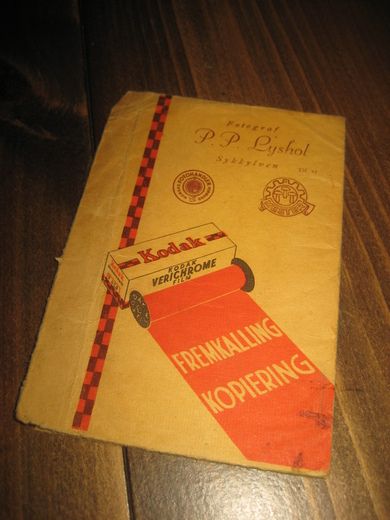 Fotograf
P. P. Lyshol
Sykkylven
Kodak
KODAK
VERICHROME
FILM
FREMKALLING
KOPIERING